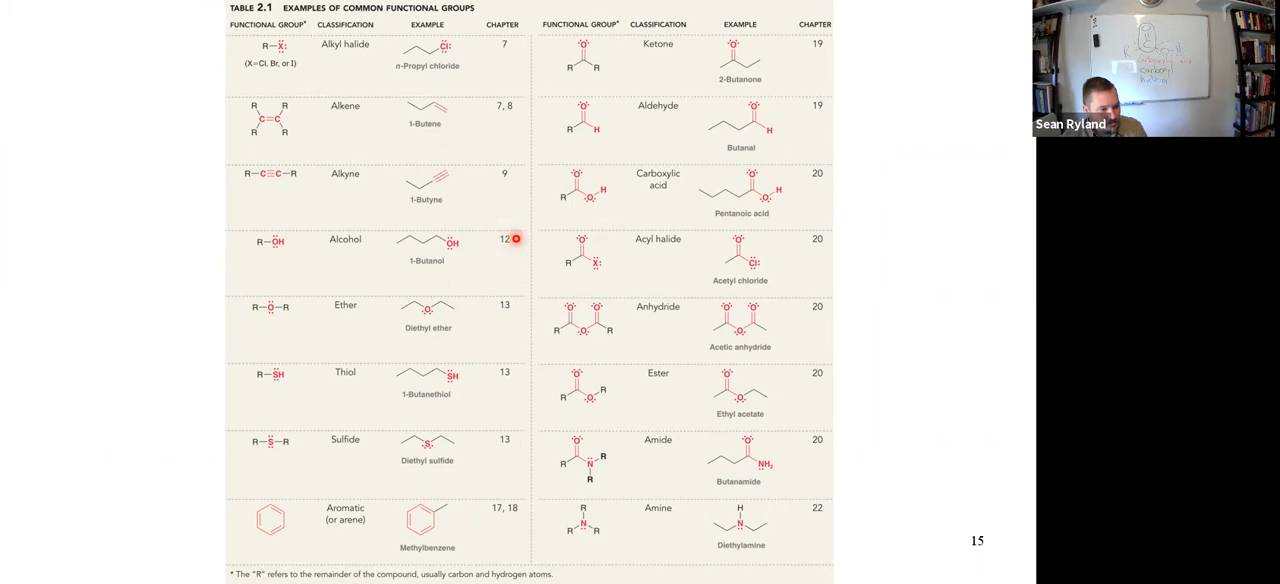 TABLE 2.1 EXAMPLES OF COMMON FUNCTIONAL GROUPS
FUNCTIONAL GROUP* CLASSIFICATION EXAMPLE CHAPTER
R—X:
(X=Cl, Br, or I)
Alkyl halide
Cl:
n-Propyl chloride
7
R R
C=C
R R
Alkene
1-Butene
7, 8
R—C≡C—R
Alkyne
1-Butyne
9
R—OH
Alcohol
OH
1-Butanol
12
R—O—R
Ether
O
Diethyl ether
13
R—SH
Thiol
SH
1-Butanethiol
13
R—S—R
Sulfide
S
Diethyl sulfide
13
Aromatic
(or arene)
Methylbenzene
17, 18
FUNCTIONAL GROUP* CLASSIFICATION EXAMPLE CHAPTER
O
R R
Ketone
O
2-Butanone
19
O
R H
Aldehyde
O
H
Butanal
19
O
R O H
Carboxylic
acid
O
O H
Pentanoic acid
20
O
R X:
Acyl halide
O
Cl:
Acetyl chloride
20
O O
R O R
Anhydride
O O
O
Acetic anhydride
20
O
R O R
Ester
O
O
Ethyl acetate
20
O
R N R
R
Amide
O
NH2
Butanamide
20
R
R N R
Amine
H
N
Diethylamine
22
* The "R" refers to the remainder of the compound, usually carbon and hydrogen atoms.
15
carboxylic acid
carbonyl
Sean Ryland